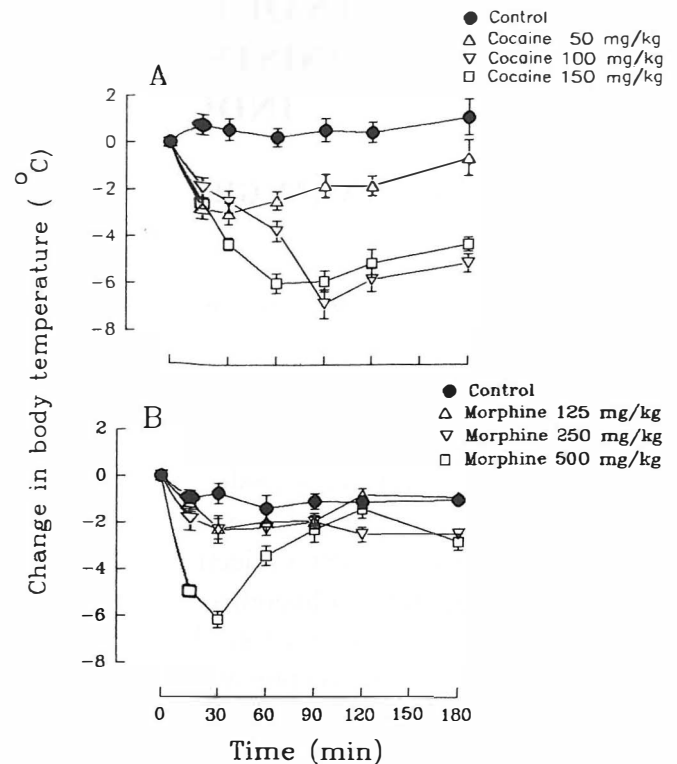 Control
Cocaine 50 mg/kg
Cocaine 100 mg/kg
Cocaine 150 mg/kg
A
2
0
-2
-4
-6
-8
Change in body temperature ( °C)
Control
Morphine 125 mg/kg
Morphine 250 mg/kg
Morphine 500 mg/kg
B
2
0
-2
-4
-6
-8
0 30 60 90 120 150 180
Time (min)